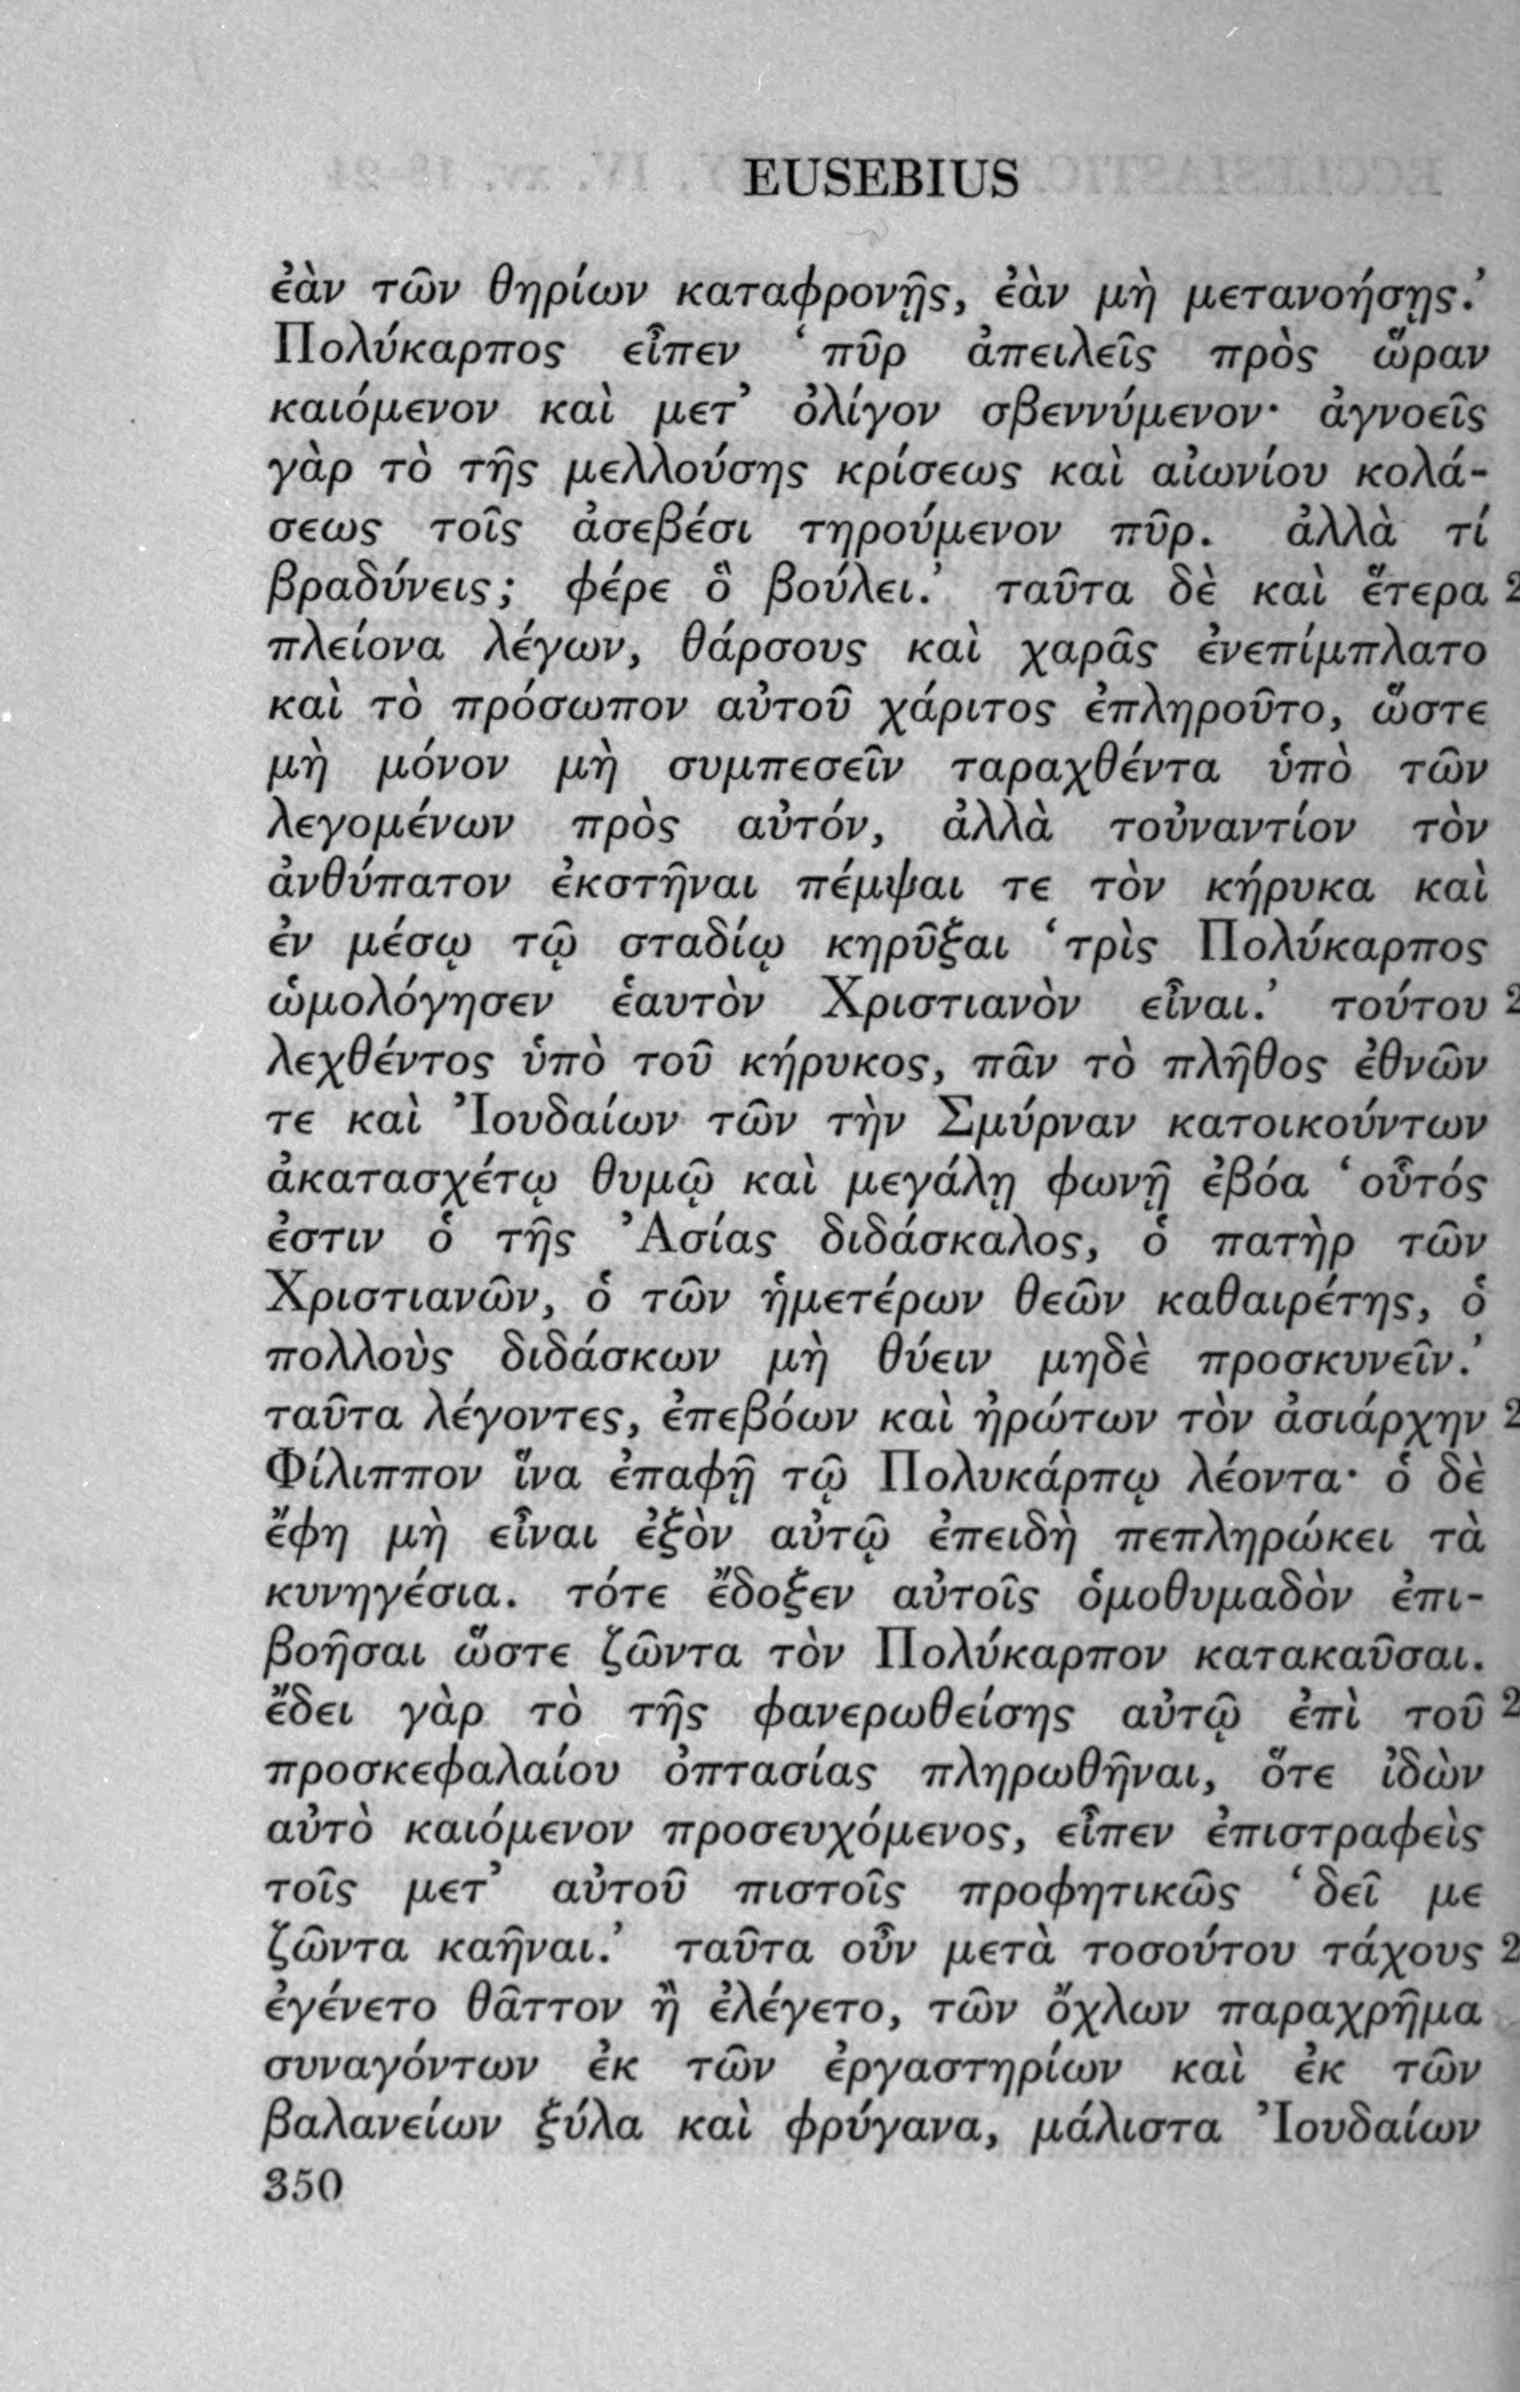 EUSEBIUS
ἐὰν τῶν θηρίων καταφρονῇς, ἐὰν μὴ μετανοήσῃς.’
Πολύκαρπος εἶπεν ‘πῦρ ἀπειλεῖς πρὸς ὥραν
καιόμενον καὶ μετ’ ὀλίγον σβεννύμενον· ἀγνοεῖς
γὰρ τὸ τῆς μελλούσης κρίσεως καὶ αἰωνίου κολά-
σεως τοῖς ἀσεβέσι τηρούμενον πῦρ. ἀλλὰ τί
βραδύνεις; φέρε ὃ βούλει.’ ταῦτα δὲ καὶ ἕτερα 2
πλείονα λέγων, θάρσους καὶ χαρᾶς ἐνεπίμπλατο
καὶ τὸ πρόσωπον αὐτοῦ χάριτος ἐπληροῦτο, ὥστε
μὴ μόνον μὴ συμπεσεῖν ταραχθέντα ὑπὸ τῶν
λεγομένων πρὸς αὐτόν, ἀλλὰ τοὐναντίον τὸν
ἀνθύπατον ἐκστῆναι πέμψαι τε τὸν κήρυκα καὶ
ἐν μέσῳ τῷ σταδίῳ κηρῦξαι ‘τρὶς Πολύκαρπος
ὡμολόγησεν ἑαυτὸν Χριστιανὸν εἶναι.’ τούτου 2
λεχθέντος ὑπὸ τοῦ κήρυκος, πᾶν τὸ πλῆθος ἐθνῶν
τε καὶ Ἰουδαίων τῶν τὴν Σμύρναν κατοικούντων
ἀκατασχέτῳ θυμῷ καὶ μεγάλῃ φωνῇ ἐβόα ‘οὗτός
ἐστιν ὁ τῆς Ἀσίας διδάσκαλος, ὁ πατὴρ τῶν
Χριστιανῶν, ὁ τῶν ἡμετέρων θεῶν καθαιρέτης, ὁ
πολλοὺς διδάσκων μὴ θύειν μηδὲ προσκυνεῖν.’
ταῦτα λέγοντες, ἐπεβόων καὶ ἠρώτων τὸν ἀσιάρχην 2
Φίλιππον ἵνα ἐπαφῇ τῷ Πολυκάρπῳ λέοντα· ὁ δὲ
ἔφη μὴ εἶναι ἐξὸν αὐτῷ ἐπειδὴ πεπληρώκει τὰ
κυνηγέσια. τότε ἔδοξεν αὐτοῖς ὁμοθυμαδὸν ἐπι-
βοῆσαι ὥστε ζῶντα τὸν Πολύκαρπον κατακαῦσαι.
ἔδει γὰρ τὸ τῆς φανερωθείσης αὐτῷ ἐπὶ τοῦ 2
προσκεφαλαίου ὀπτασίας πληρωθῆναι, ὅτε ἰδὼν
αὐτὸ καιόμενον προσευχόμενος, εἶπεν ἐπιστραφεὶς
τοῖς μετ’ αὐτοῦ πιστοῖς προφητικῶς ‘δεῖ με
ζῶντα καῆναι.’ ταῦτα οὖν μετὰ τοσούτου τάχους 2
ἐγένετο θᾶττον ἢ ἐλέγετο, τῶν ὄχλων παραχρῆμα
συναγόντων ἐκ τῶν ἐργαστηρίων καὶ ἐκ τῶν
βαλανείων ξύλα καὶ φρύγανα, μάλιστα Ἰουδαίων
350